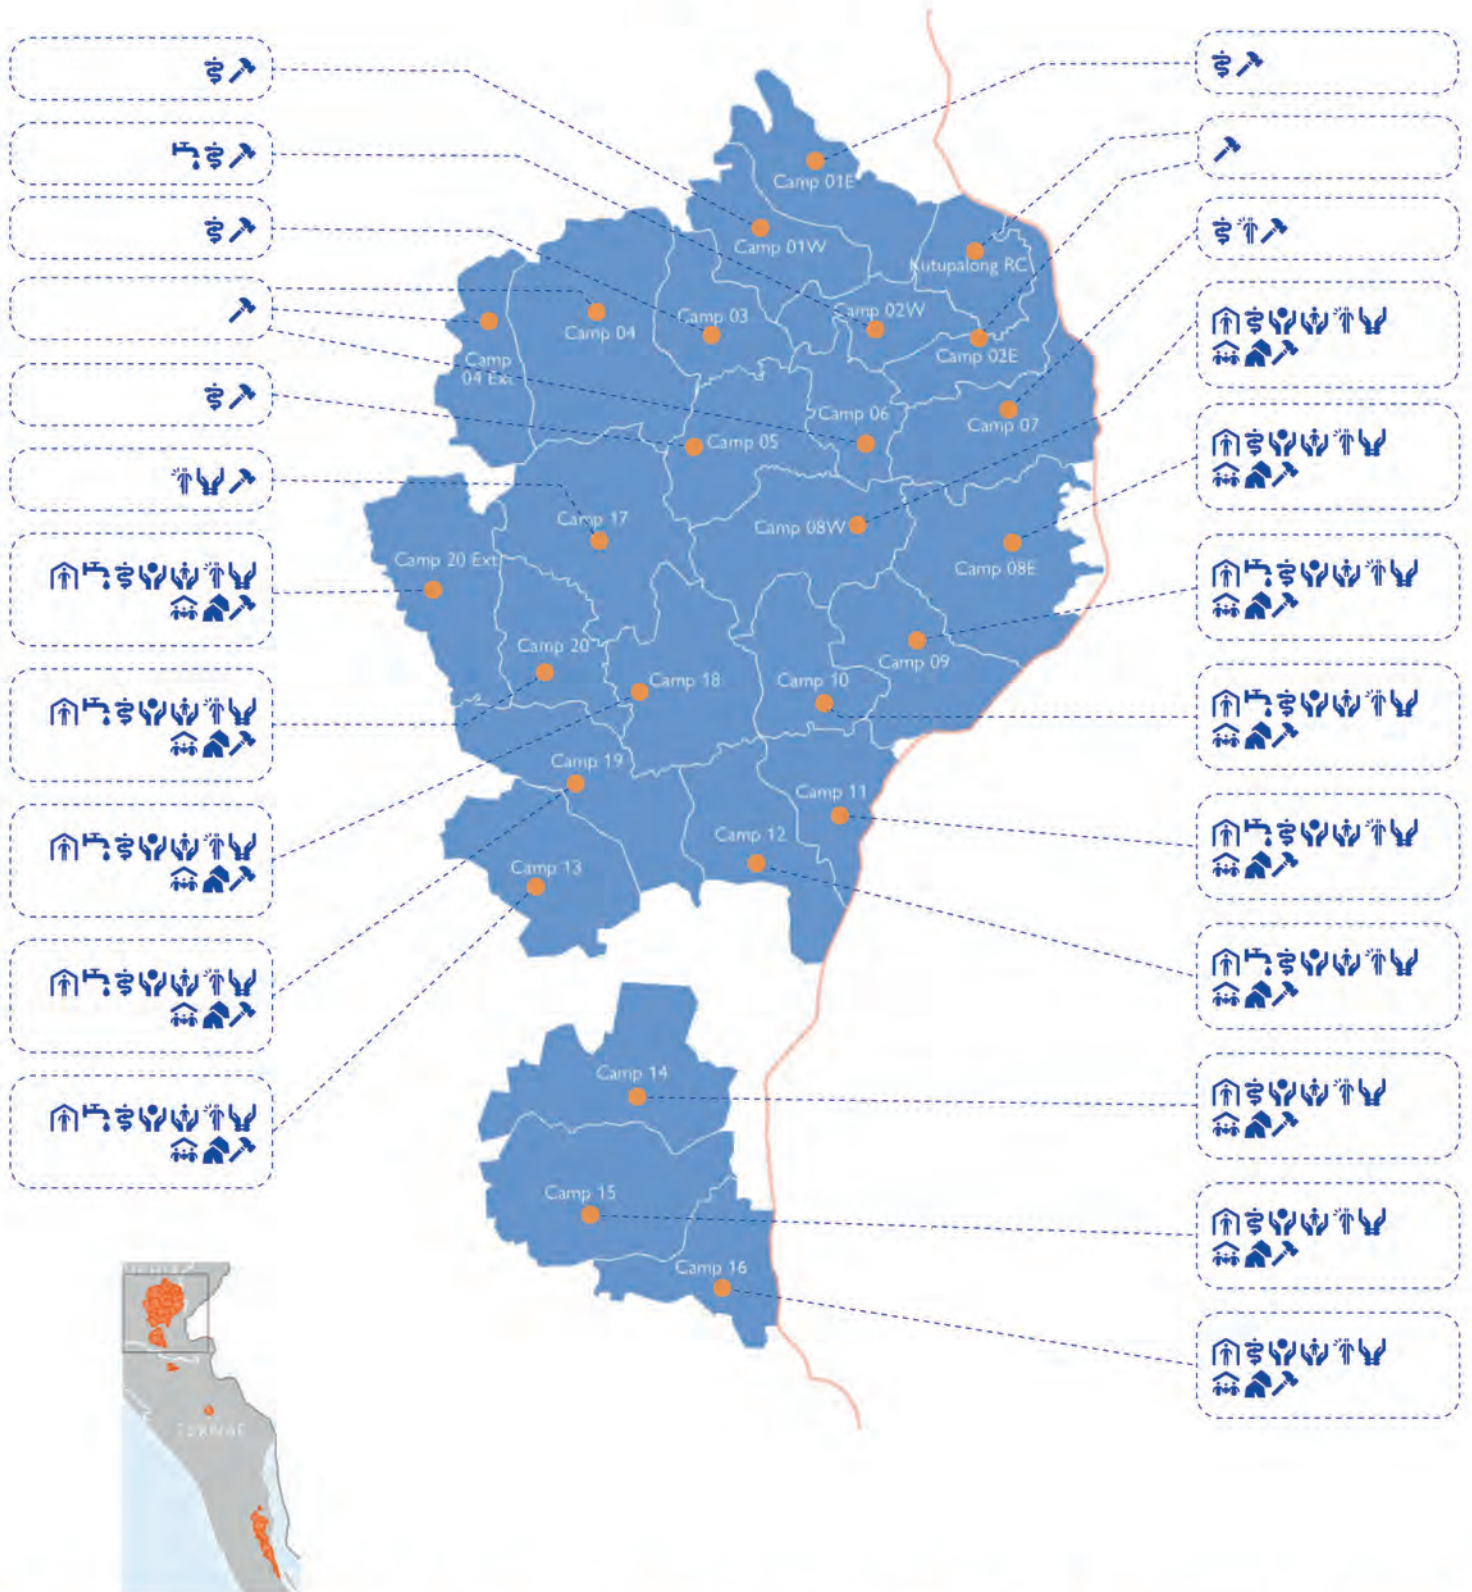 Camp 01E
Camp 01W
Kutupalong RC
Camp 02W
Camp 03
Camp 04
Camp 02E
Camp
04 Ext
Camp 06
Camp 07
Camp 05
Camp 17
Camp 08W
Camp 20 Ext
Camp 08E
Camp 20
Camp 09
Camp 18
Camp 10
Camp 19
Camp 11
Camp 12
Camp 13
Camp 14
Camp 15
Camp 16